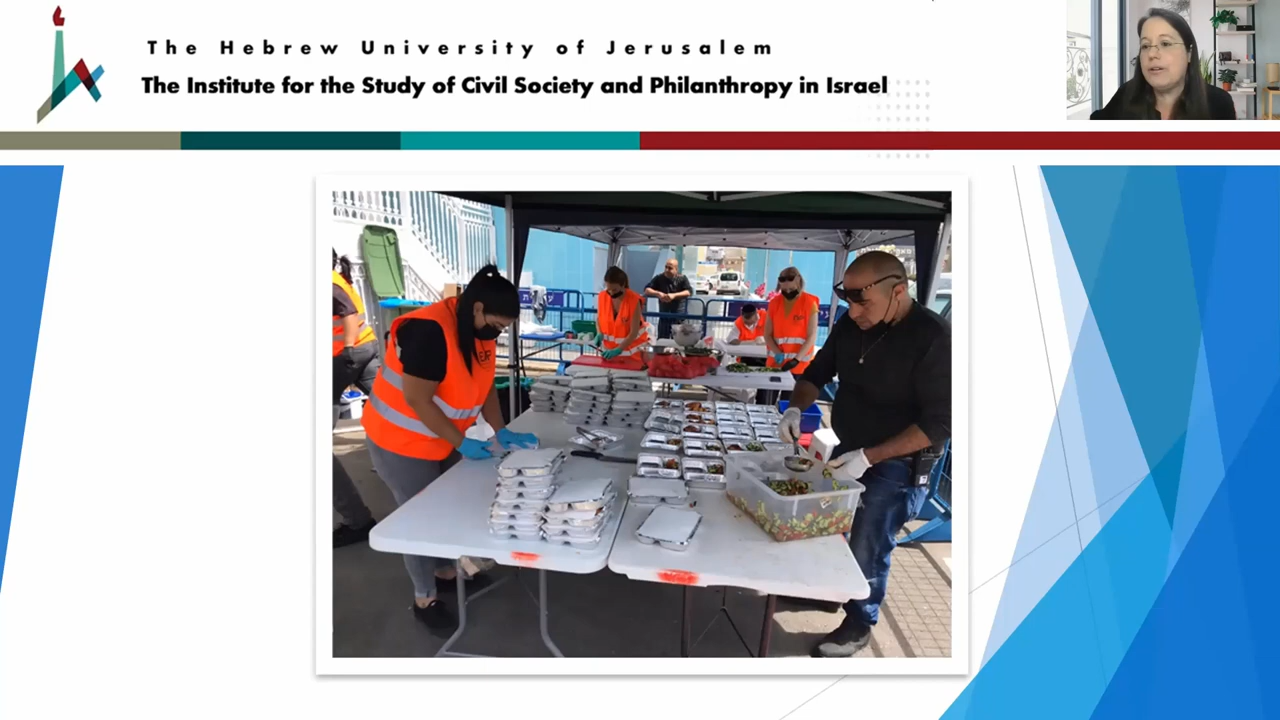 The Hebrew University of Jerusalem
The Institute for the Study of Civil Society and Philanthropy in Israel